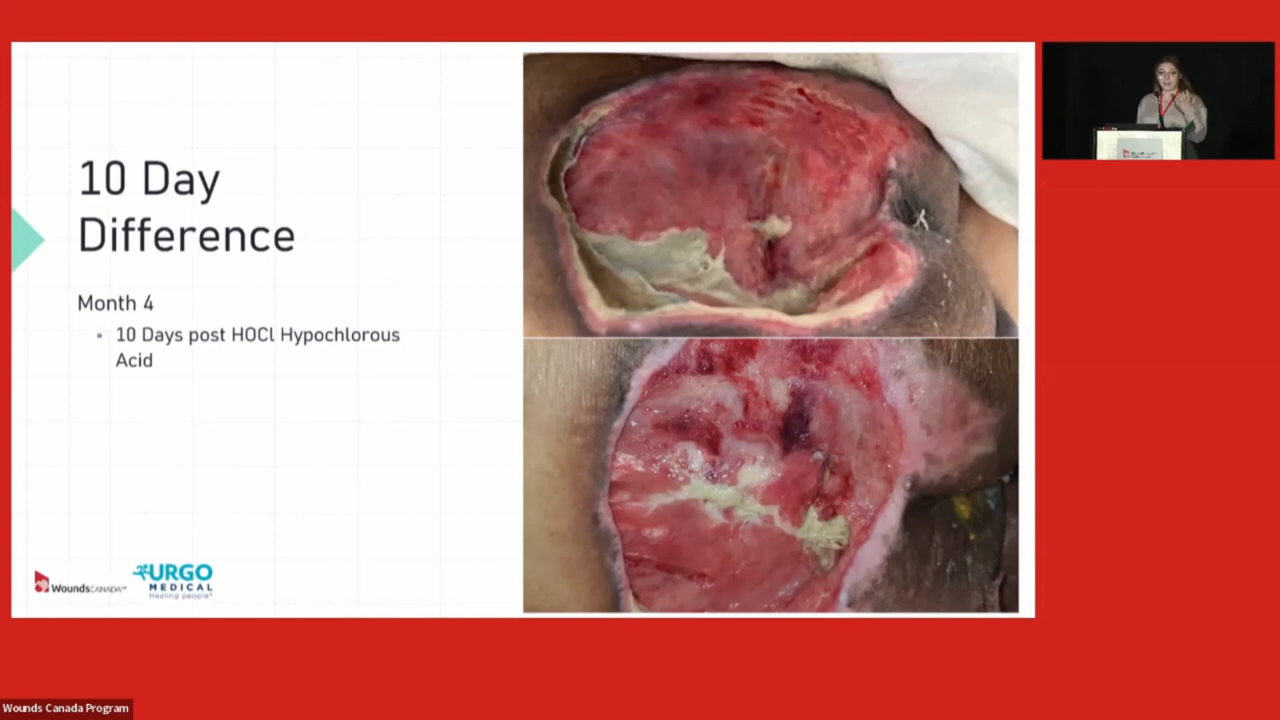 10 Day
Difference
Month 4
10 Days post HOCl Hypochlorous
Acid
WoundsCANADA
URGO
MEDICAL
Healing people
Wounds Canada Program